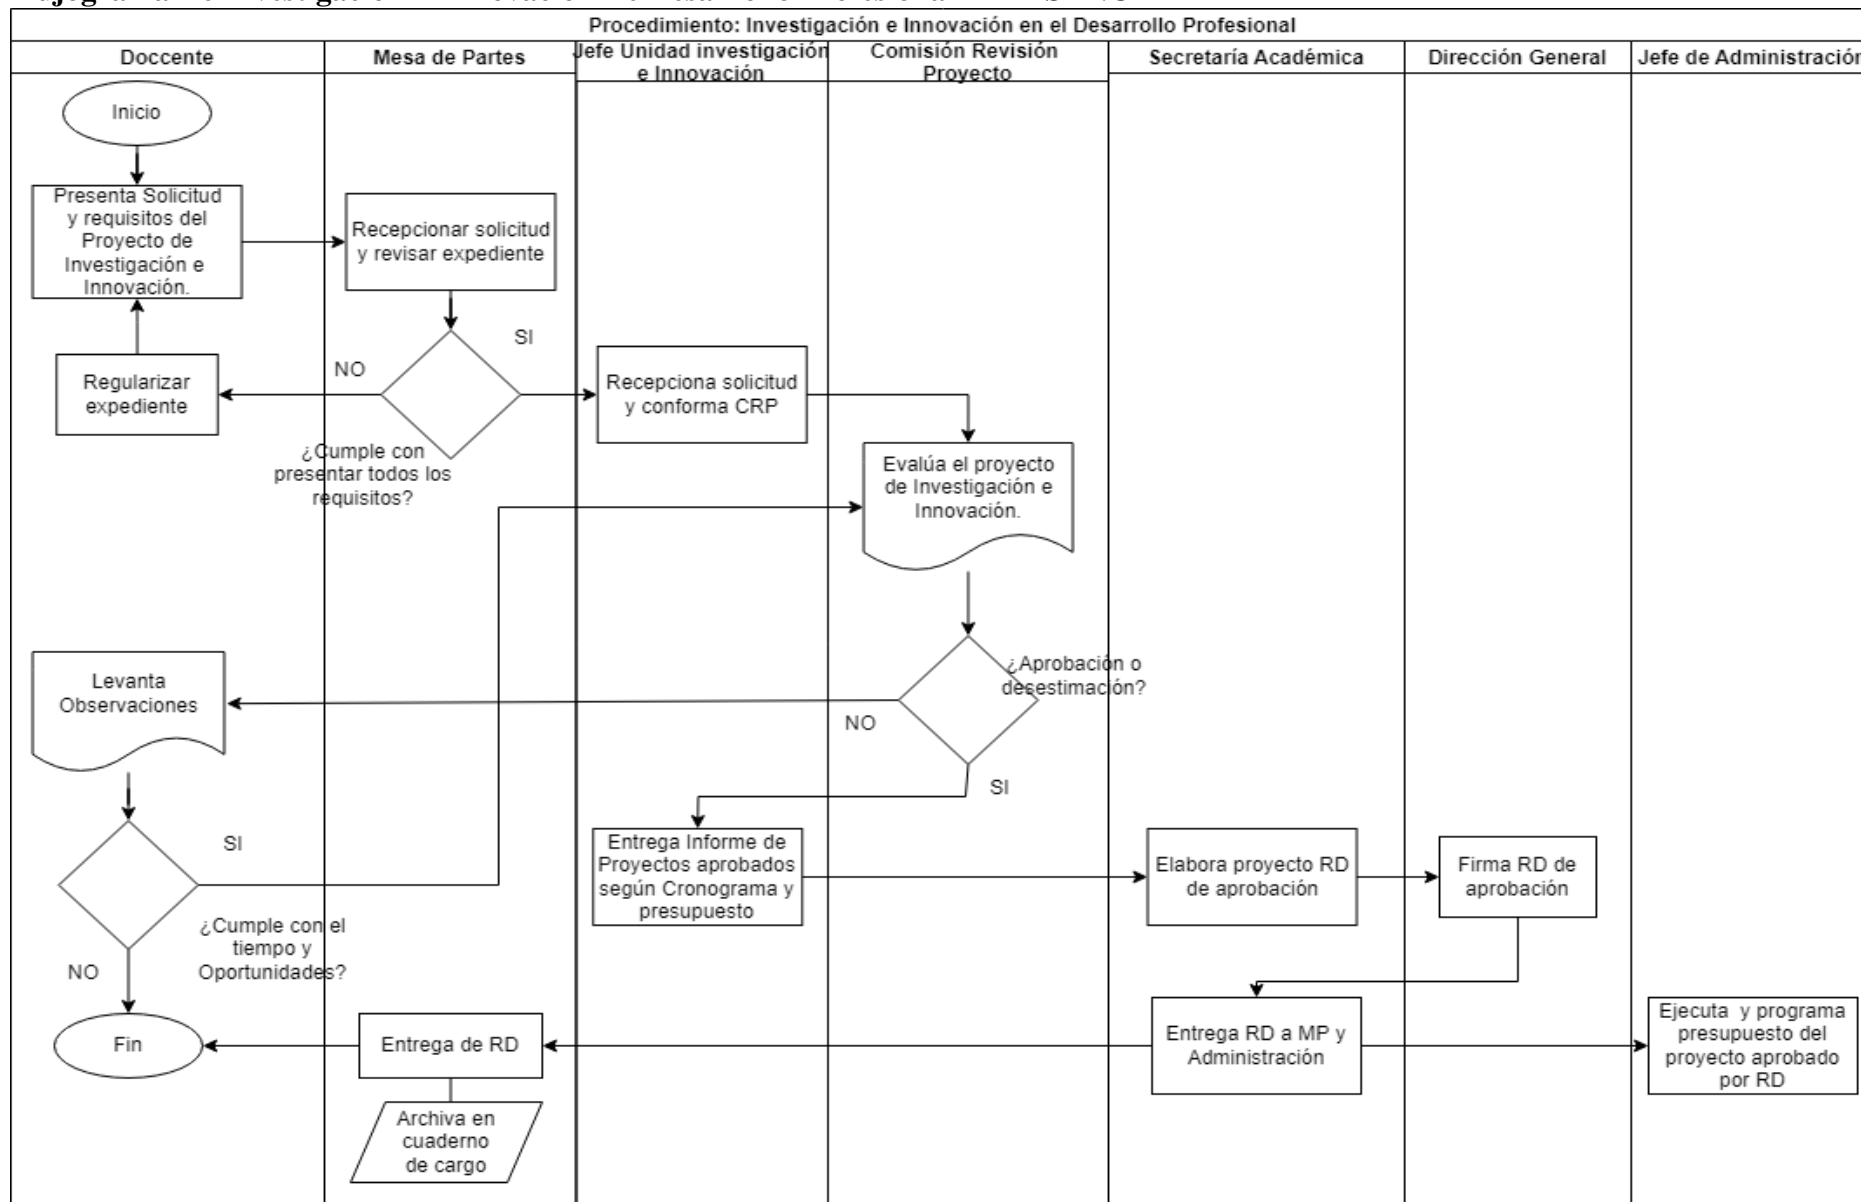 Procedimiento: Investigación e Innovación en el Desarrollo Profesional
Doccente
Mesa de Partes
Jefe Unidad investigación
e Innovación
Comisión Revisión
Proyecto
Secretaría Académica
Dirección General
Jefe de Administración
Inicio
Presenta Solicitud
y requisitos del
Proyecto de
Investigación e
Innovación.
Recepcionar solicitud
y revisar expediente
SI
NO
Regularizar
expediente
Recepciona solicitud
y conforma CRP
¿Cumple con
presentar todos los
requisitos?
Evalúa el proyecto
de Investigación e
Innovación.
¿Aprobación o
desestimación?
Levanta
Observaciones
NO
SI
SI
Entrega Informe de
Proyectos aprobados
según Cronograma y
presupuesto
Elabora proyecto RD
de aprobación
Firma RD de
aprobación
¿Cumple con el
tiempo y
Oportunidades?
NO
Fin
Entrega de RD
Entrega RD a MP y
Administración
Ejecuta y programa
presupuesto del
proyecto aprobado
por RD
Archiva en
cuaderno
de cargo